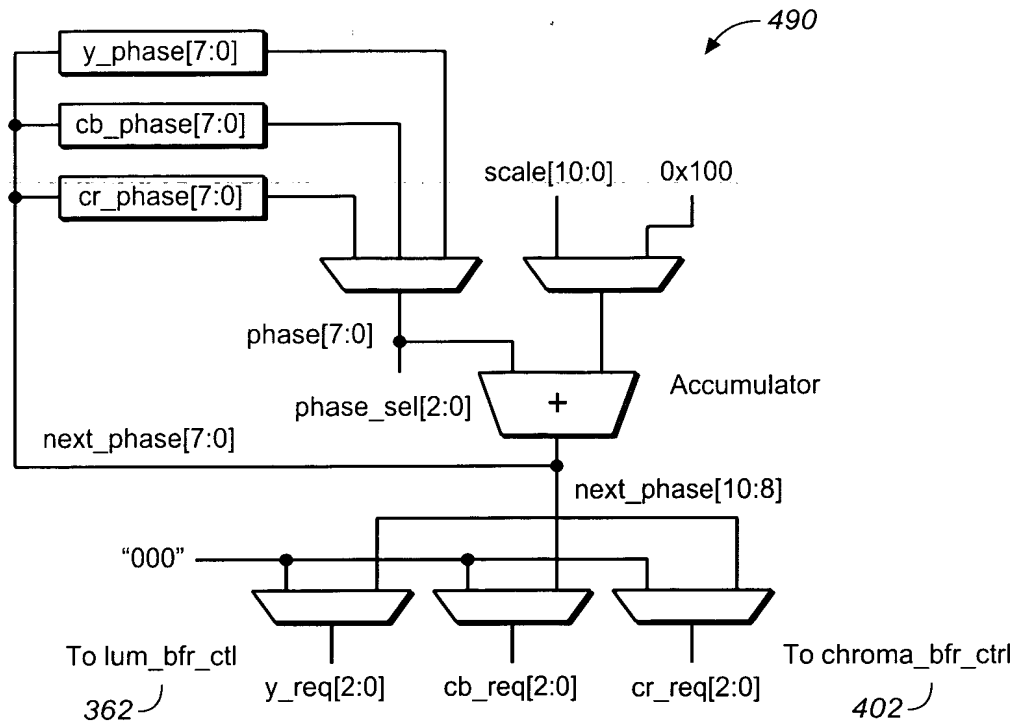 490
y_phase[7:0]
cb_phase[7:0]
cr_phase[7:0]
scale[10:0] 0x100
phase[7:0]
phase_sel[2:0]
+
Accumulator
next_phase[7:0]
next_phase[10:8]
“000”
To lum_bfr_ctl
362
y_req[2:0] cb_req[2:0] cr_req[2:0]
To chroma_bfr_ctrl
402